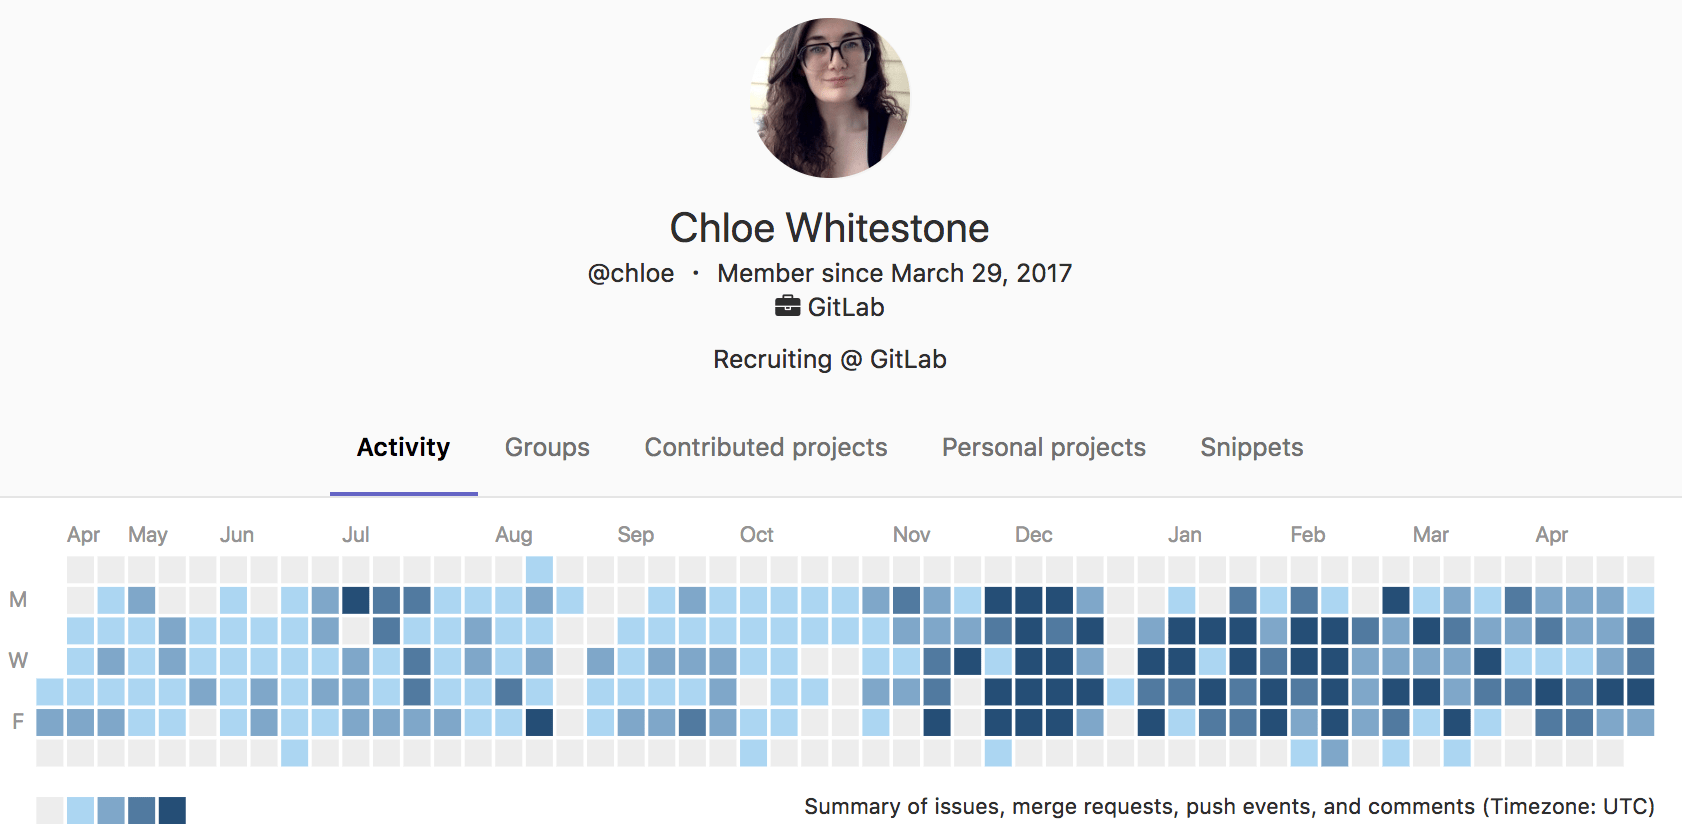 Chloe Whitestone
@chloe · Member since March 29, 2017
GitLab
Recruiting @ GitLab
Activity Groups Contributed projects Personal projects Snippets
Apr May Jun Jul Aug Sep Oct Nov Dec Jan Feb Mar Apr
M
W
F
Summary of issues, merge requests, push events, and comments (Timezone: UTC)